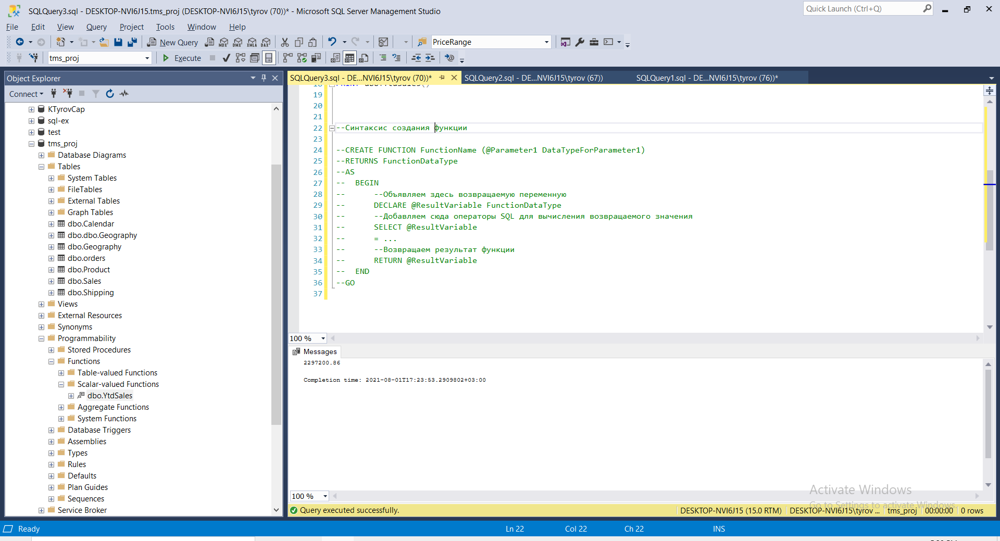 SQLQuery3.sql - DESKTOP-NVI6J15.tms_proj (DESKTOP-NVI6J15\tyrov (70))* - Microsoft SQL Server Management Studio
Quick Launch (Ctrl+Q)
File Edit View Query Project Tools Window Help
New Query MDX DMX XMLA DAX PriceRange
tms_proj Execute
Object Explorer
SQLQuery3.sql - DE...NVI6J15\tyrov (70))* SQLQuery2.sql - DE...NVI6J15\tyrov (67)) SQLQuery1.sql - DE...NVI6J15\tyrov (76))*
Connect
KTyrovCap
sql-ex
test
tms_proj
Database Diagrams
Tables
System Tables
FileTables
External Tables
Graph Tables
dbo.Calendar
dbo.dbo.Geography
dbo.Geography
dbo.orders
dbo.Product
dbo.Sales
dbo.Shipping
Views
External Resources
Synonyms
Programmability
Stored Procedures
Functions
Table-valued Functions
Scalar-valued Functions
dbo.YtdSales
Aggregate Functions
System Functions
Database Triggers
Assemblies
Types
Rules
Defaults
Plan Guides
Sequences
Service Broker
19
20
21
22 --Синтаксис создания функции
23
24 --CREATE FUNCTION FunctionName (@Parameter1 DataTypeForParameter1)
25 --RETURNS FunctionDataType
26 --AS
27 -- BEGIN
28 -- --Объявляем здесь возвращаемую переменную
29 -- DECLARE @ResultVariable FunctionDataType
30 -- --Добавляем сюда операторы SQL для вычисления возвращаемого значения
31 -- SELECT @ResultVariable
32 -- = ...
33 -- --Возвращаем результат функции
34 -- RETURN @ResultVariable
35 -- END
36 --GO
37
100 %
Messages
2297200.86
Completion time: 2021-08-01T17:23:53.2909802+03:00
100 %
Activate Windows
Go to Settings to activate Windows.
Query executed successfully. DESKTOP-NVI6J15 (15.0 RTM) DESKTOP-NVI6J15\tyrov ... tms_proj 00:00:00 0 rows
Ready Ln 22 Col 22 Ch 22 INS